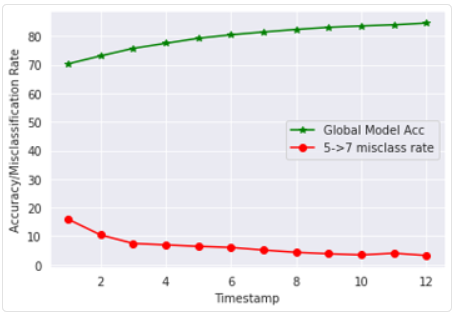 Accuracy/Misclassification Rate
80
70
60
50
40
30
20
10
0
Global Model Acc
5->7 misclass rate
2 4 6 8 10 12
Timestamp